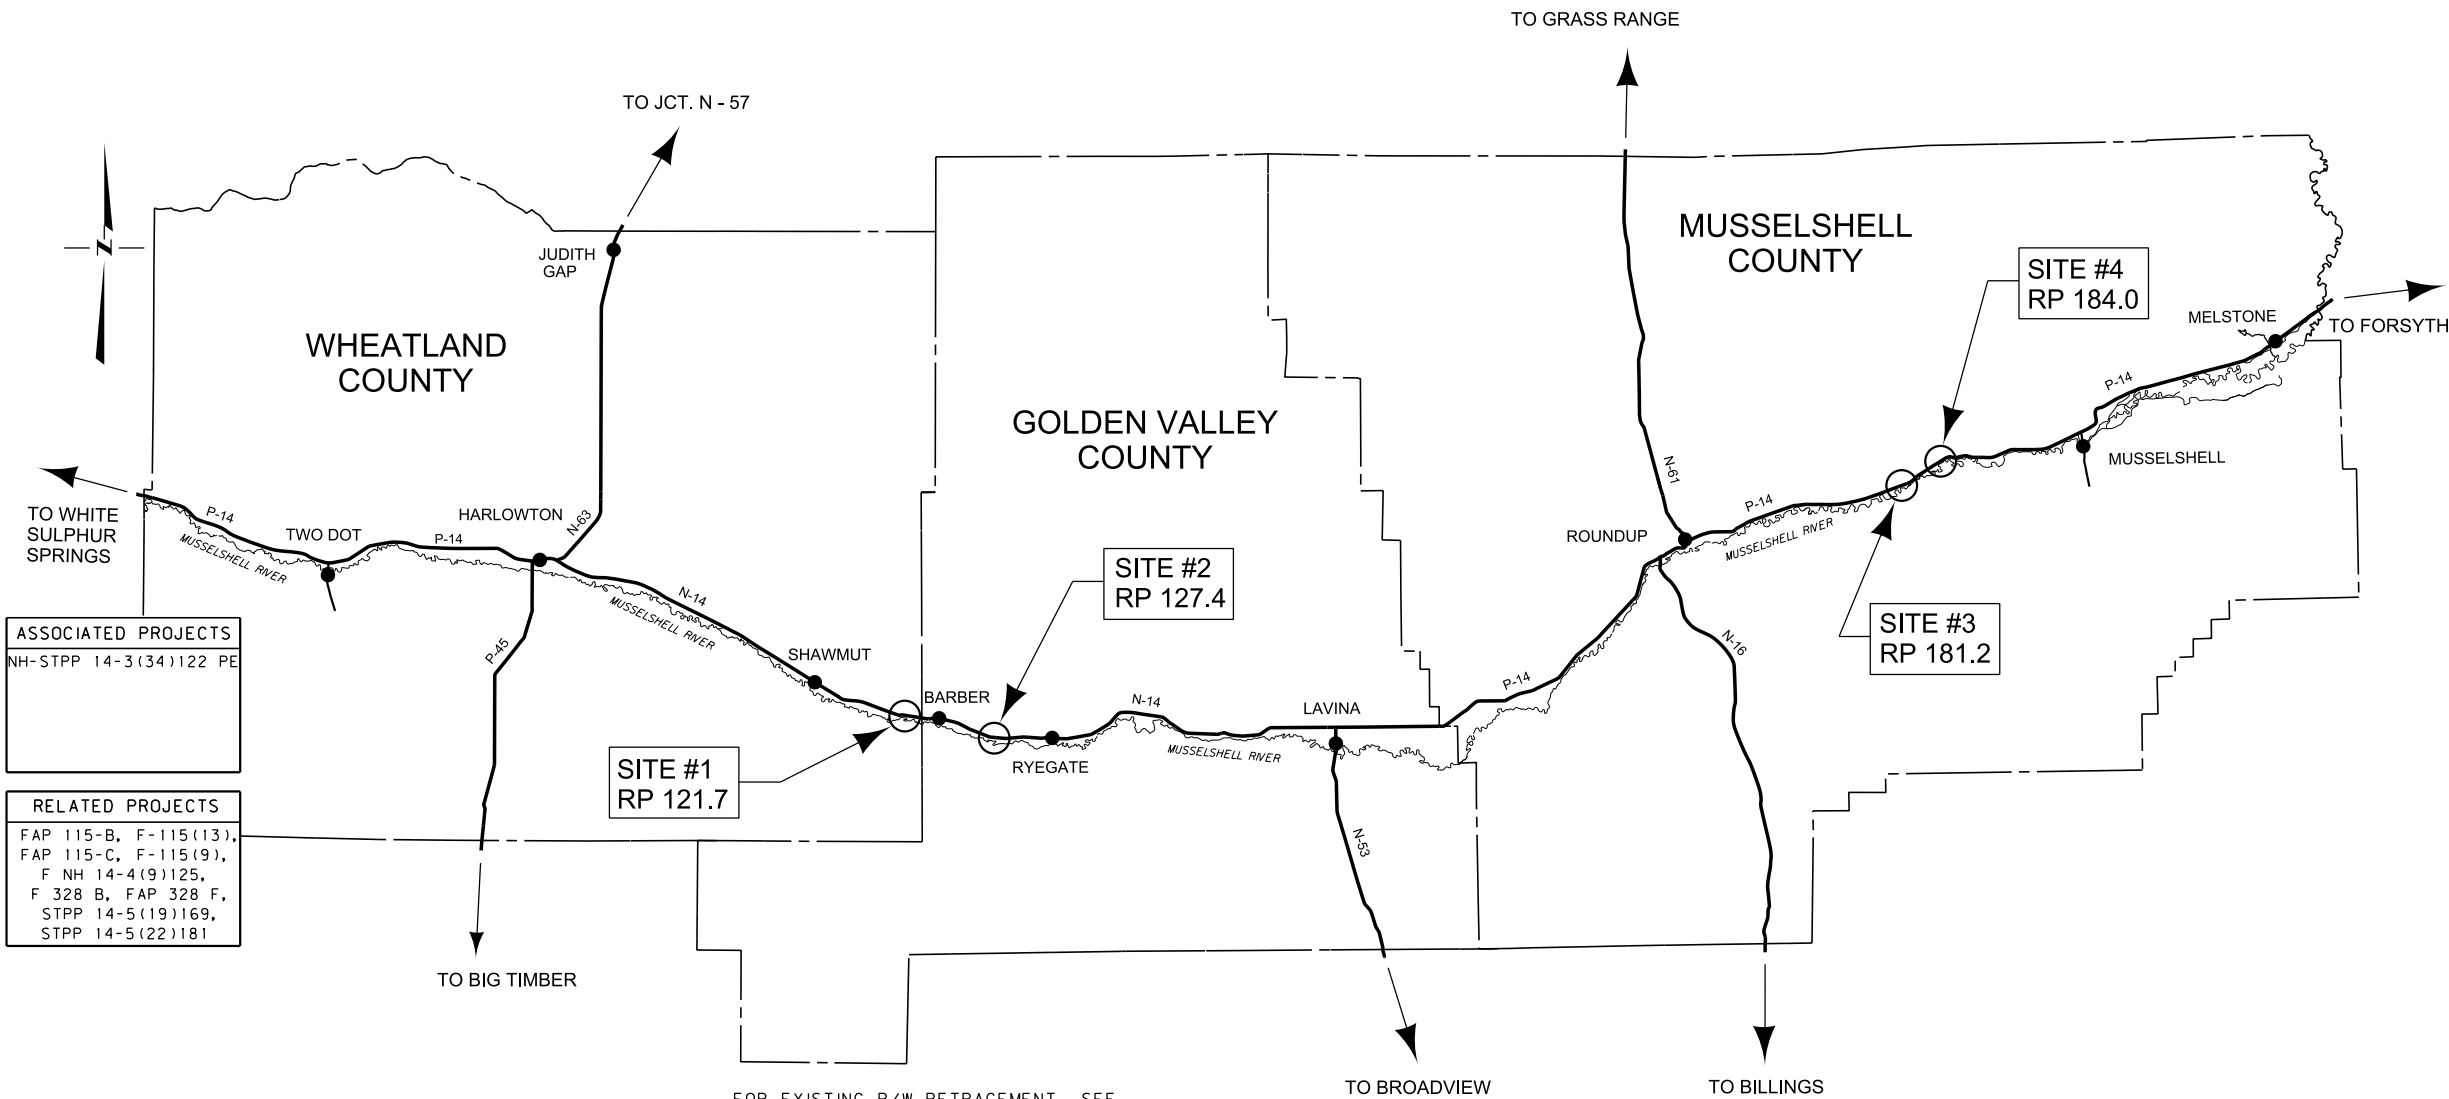 TO GRASS RANGE
TO JCT. N - 57
N
JUDITH
GAP
MUSSELSHELL
COUNTY
SITE #4
RP 184.0
MELSTONE
TO FORSYTH
WHEATLAND
COUNTY
GOLDEN VALLEY
COUNTY
P-14
MUSSELSHELL
N-61
TO WHITE
SULPHUR
SPRINGS
P-14
MUSSELSHELL RIVER
TWO DOT
P-14
HARLOWTON
N-63
ROUNDUP
P-14
MUSSELSHELL RIVER
SITE #2
RP 127.4
SITE #3
RP 181.2
N-14
MUSSELSHELL RIVER
P-45
SHAWMUT
BARBER
N-14
LAVINA
P-14
N-16
ASSOCIATED PROJECTS
NH-STPP 14-3(34)122 PE
SITE #1
RP 121.7
RYEGATE
MUSSELSHELL RIVER
N-53
RELATED PROJECTS
FAP 115-B, F-115(13),
FAP 115-C, F-115(9),
F NH 14-4(9)125,
F 328 B, FAP 328 F,
STPP 14-5(19)169,
STPP 14-5(22)181
TO BIG TIMBER
TO BROADVIEW
TO BILLINGS
FOR EXISTING R/W RETRACEMENT, SEE